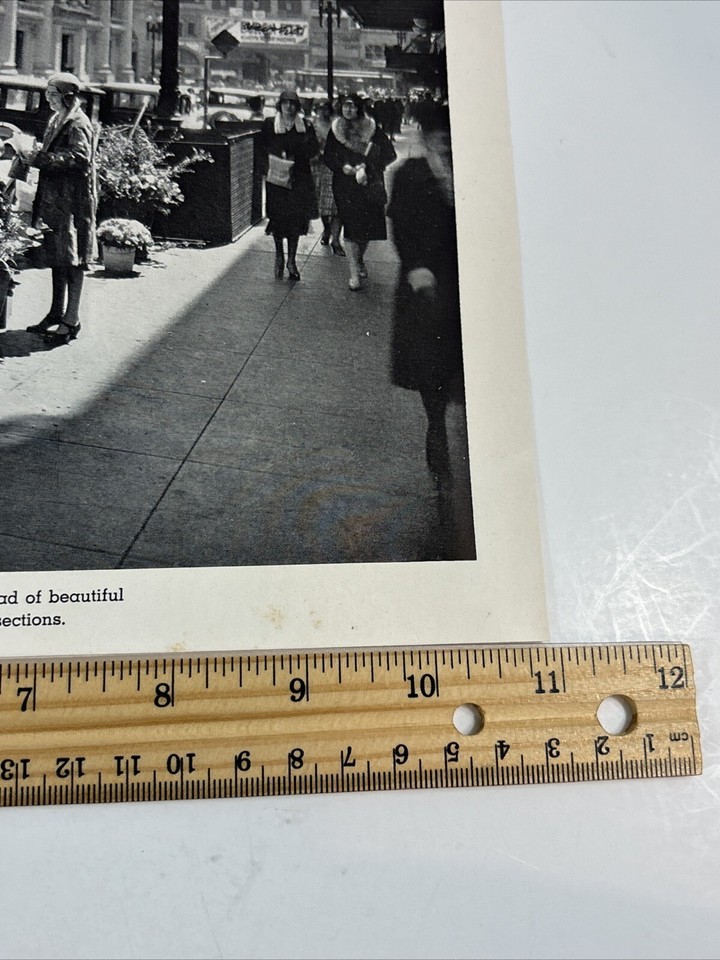 ad of beautiful
sections.
7 8 9 10 11 12
13 12 11 10 9 8 7 6 5 4 3 2 1 cm